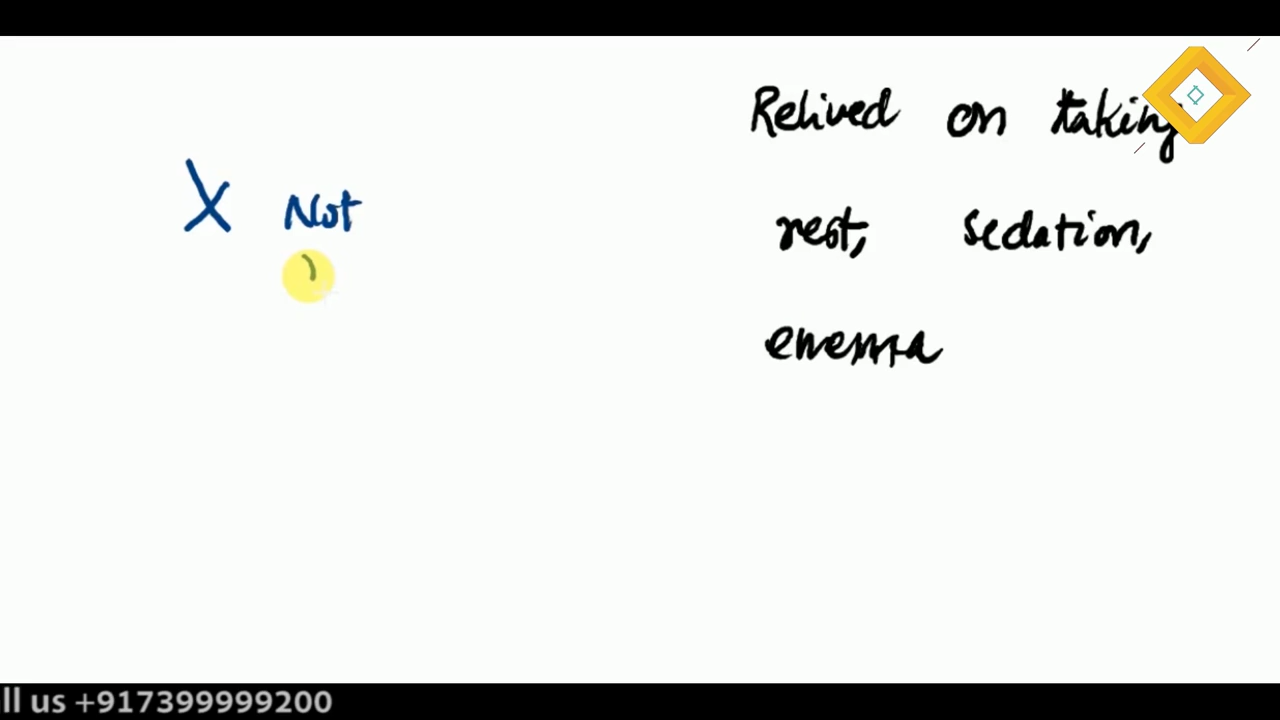 Relived on taking
X Not
rest, sedation,
enema
ll us +917399999200